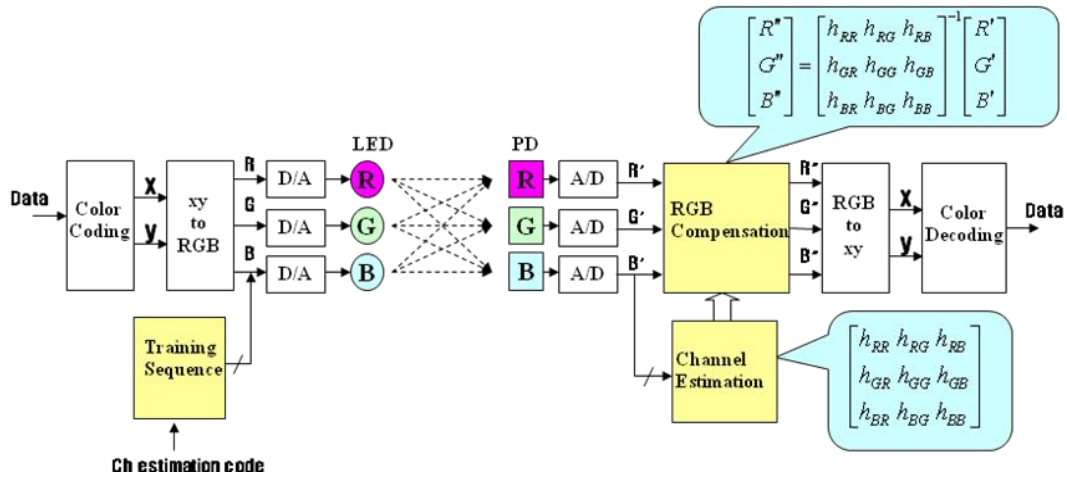 [R"] [h_RR h_RG h_RB]⁻¹ [R']
[G"] = [h_GR h_GG h_GB] [G']
[B"] [h_BR h_BG h_BB] [B']
LED
PD
Data
Color
Coding
X
y
xy
to
RGB
R
G
B
D/A
D/A
D/A
R
G
B
R
G
B
A/D
A/D
A/D
R'
G'
B'
RGB
Compensation
R"
G"
B"
RGB
to
xy
X
y
Color
Decoding
Data
Training
Sequence
Ch estimation code
Channel
Estimation
[h_RR h_RG h_RB]
[h_GR h_GG h_GB]
[h_BR h_BG h_BB]